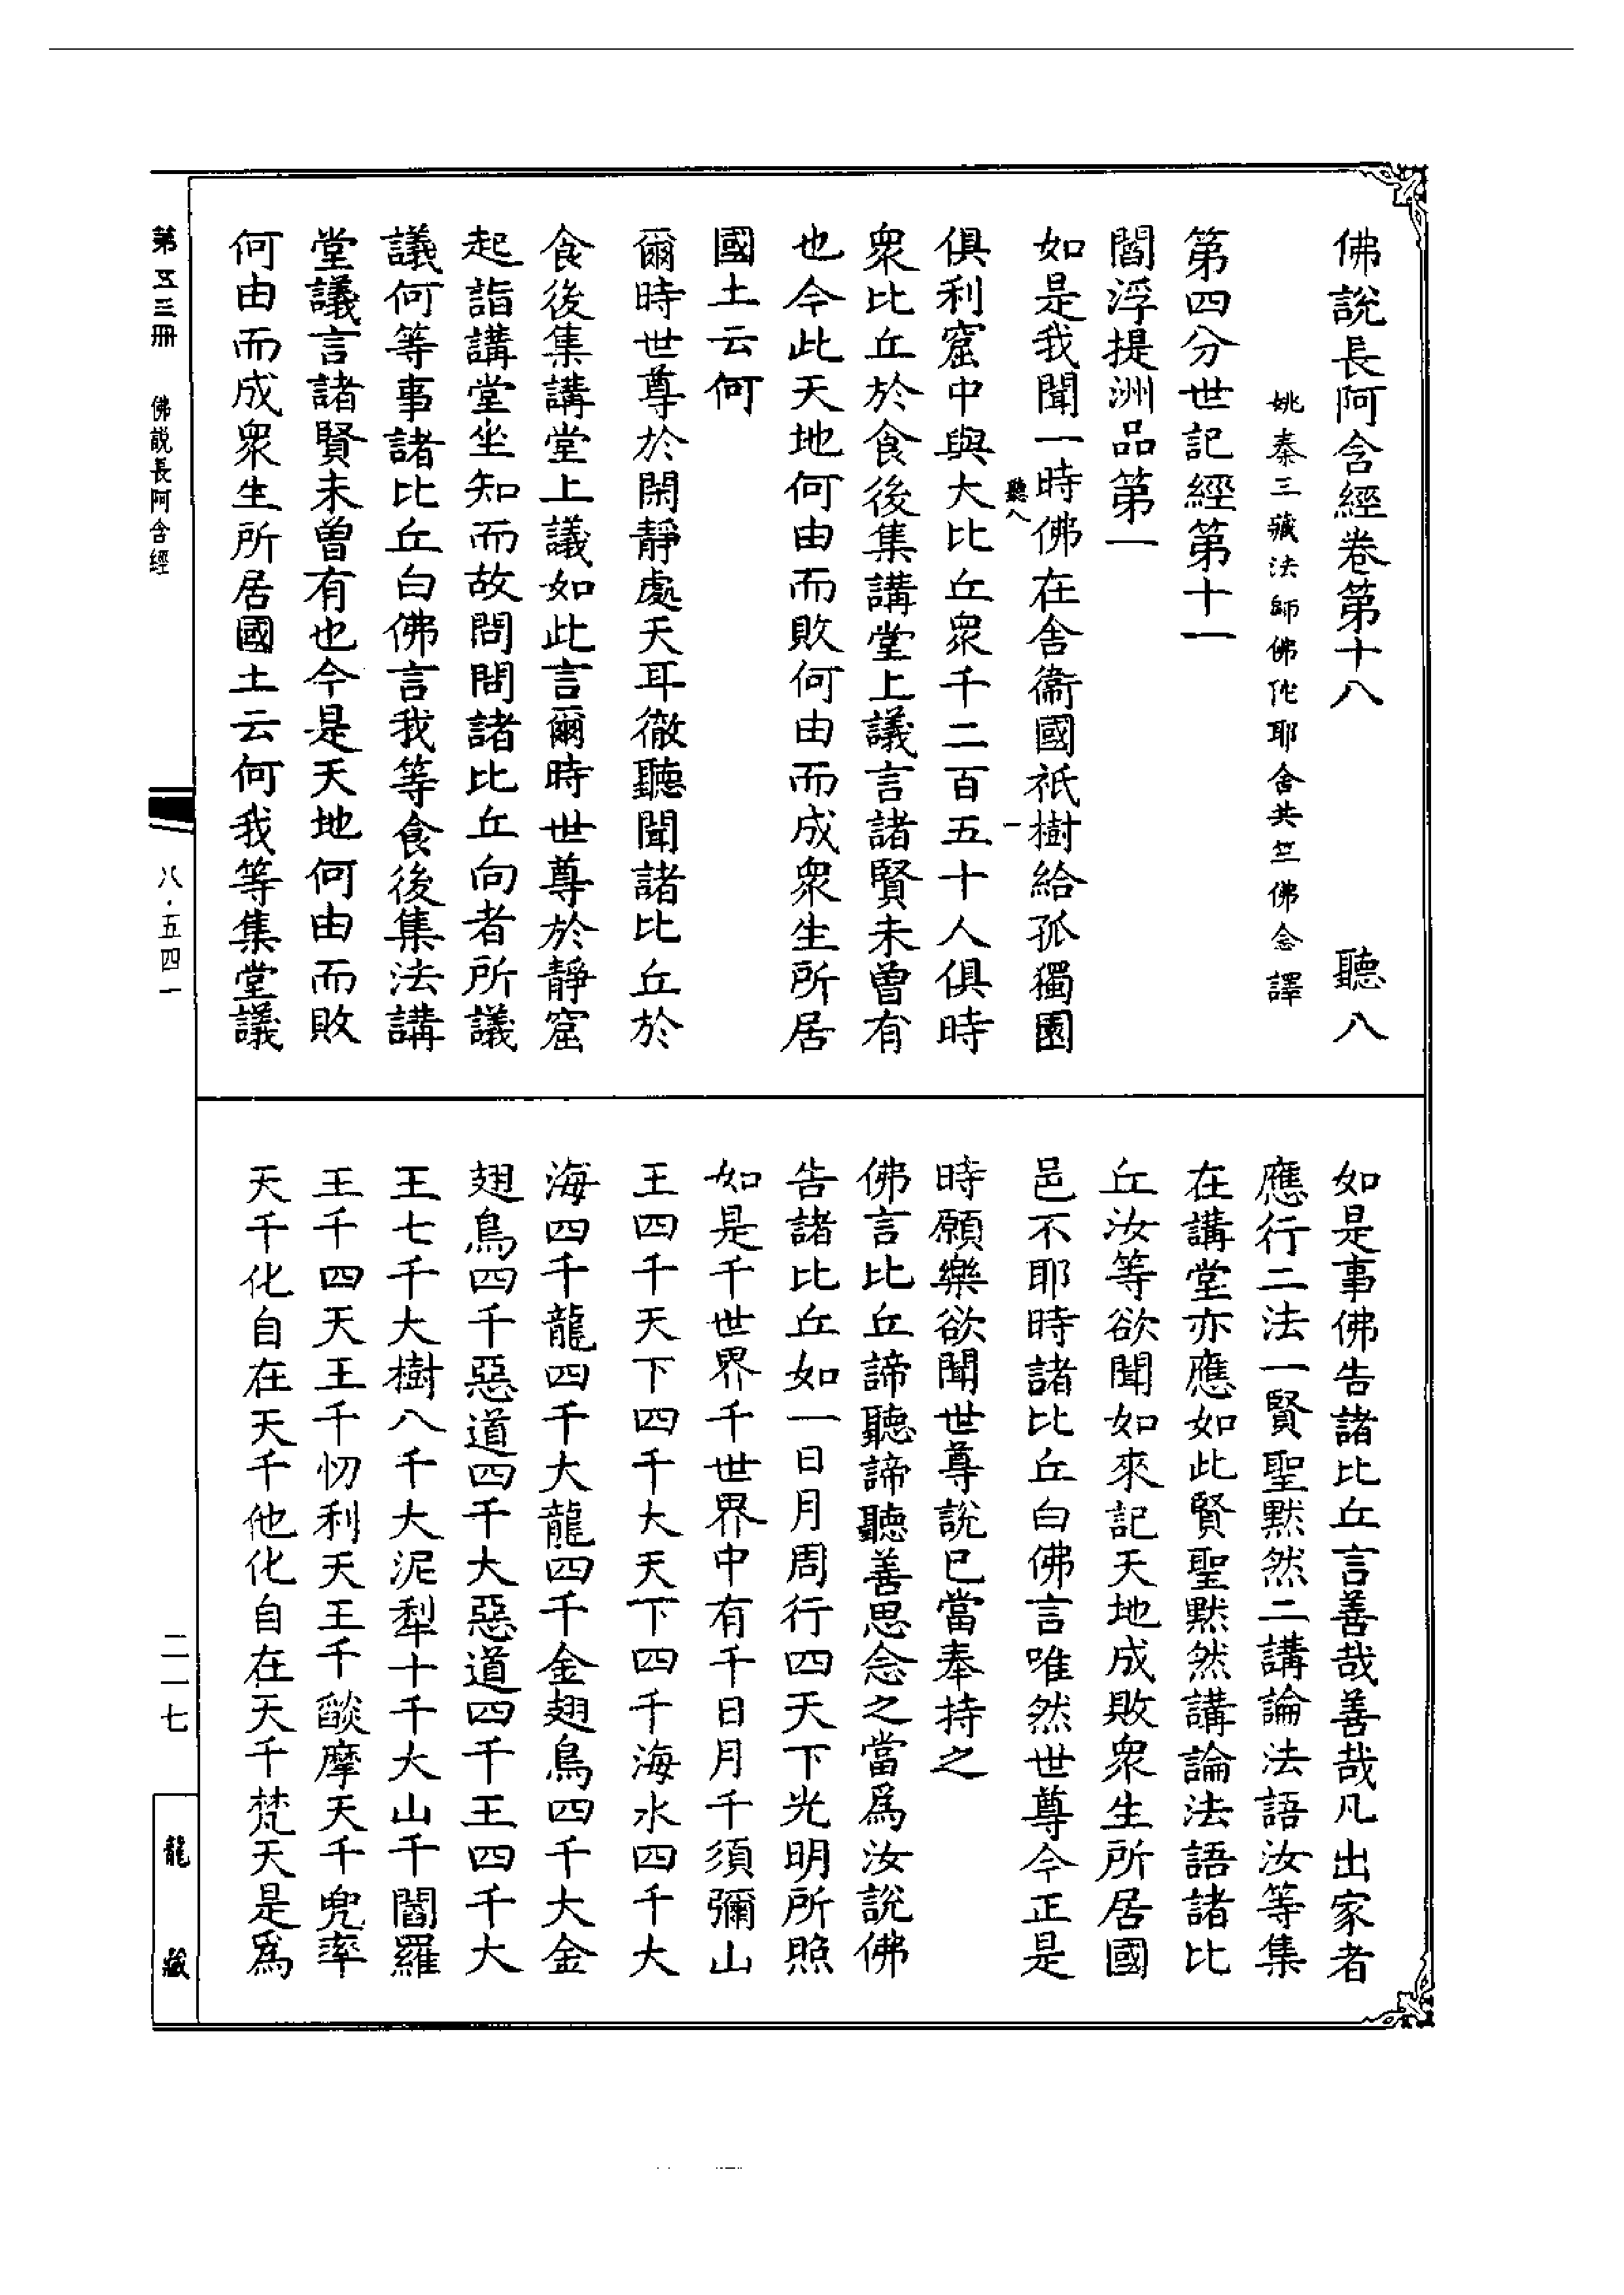 佛說長阿含經卷第十八　聽八
姚秦三藏法師佛陀耶舍共竺佛念譯
第四分世記經第十一
閻浮提洲品第一
如是我聞一時佛在舍衞國祇樹給孤獨園
聽八　一
俱利窟中與大比丘眾千二百五十人俱時
眾比丘於食後集講堂上議言諸賢未曾有
也今此天地何由而敗何由而成眾生所居
國土云何
爾時世尊於閑靜處天耳徹聽聞諸比丘於
食後集講堂上議如此言爾時世尊於靜窟
起詣講堂坐知而故問問諸比丘向者所議
議何等事諸比丘白佛言我等食後集法講
堂議言諸賢未曾有也今是天地何由而敗
何由而成眾生所居國土云何我等集堂議
如是事佛告諸比丘言善哉善哉凡出家者
應行二法一賢聖默然二講論法語汝等集
在講堂亦應如此賢聖默然講論法語諸比
丘汝等欲聞如來記天地成敗眾生所居國
邑不耶時諸比丘白佛言唯然世尊今正是
時願樂欲聞世尊說已當奉持之
佛言比丘諦聽諦聽善思念之當爲汝說佛
告諸比丘如一日月周行四天下光明所照
如是千世界千世界中有千日月千須彌山
王四千天下四千大天下四千海水四千大
海四千龍四千大龍四千金翅鳥四千大金
翅鳥四千惡道四千大惡道四千王四千大
王七千大樹八千大泥犁十千大山千閻羅
王千四天王千忉利天王千燄摩天千兜率
天千化自在天千他化自在天千梵天是爲
第五三冊　佛說長阿含經
八·五四一
二一七
龍藏